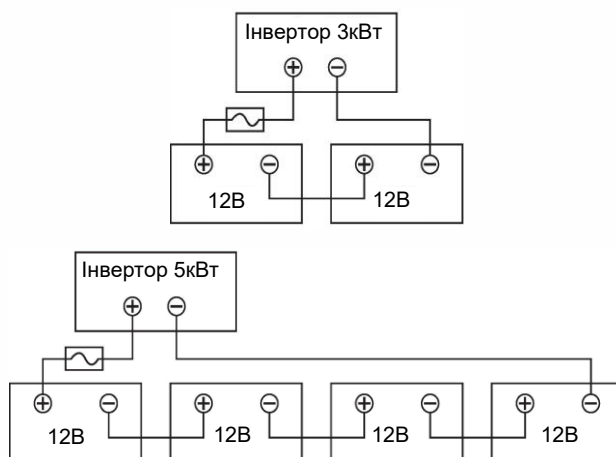 Інвертор 3кВт
+ −
+ − + −
12В 12В
Інвертор 5кВт
+ −
+ − + − + − + −
12В 12В 12В 12В